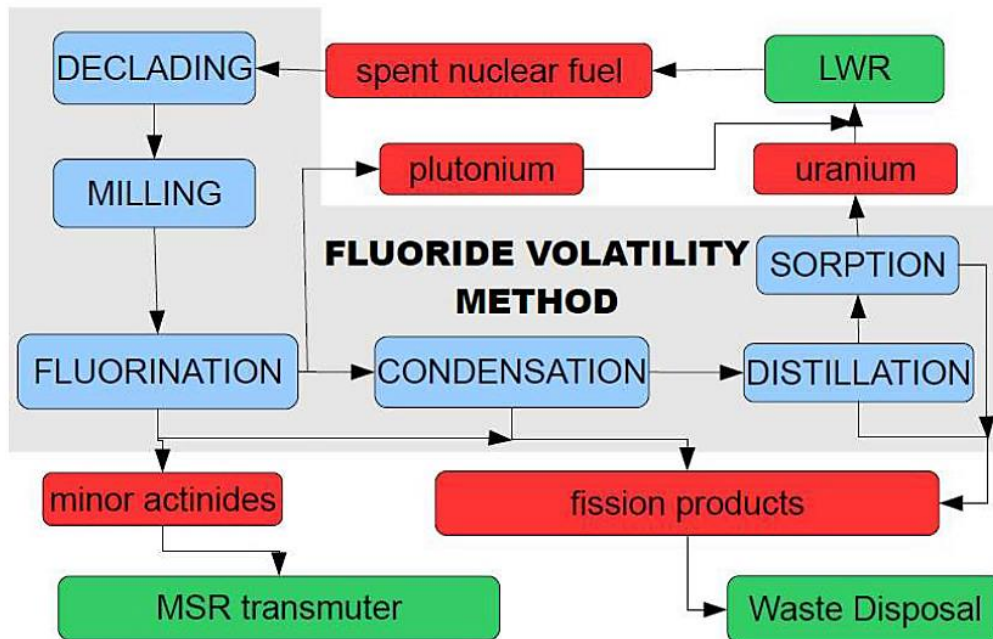 DECLADING
spent nuclear fuel
LWR
MILLING
plutonium
uranium
FLUORIDE VOLATILITY
METHOD
SORPTION
FLUORINATION
CONDENSATION
DISTILLATION
minor actinides
fission products
MSR transmuter
Waste Disposal